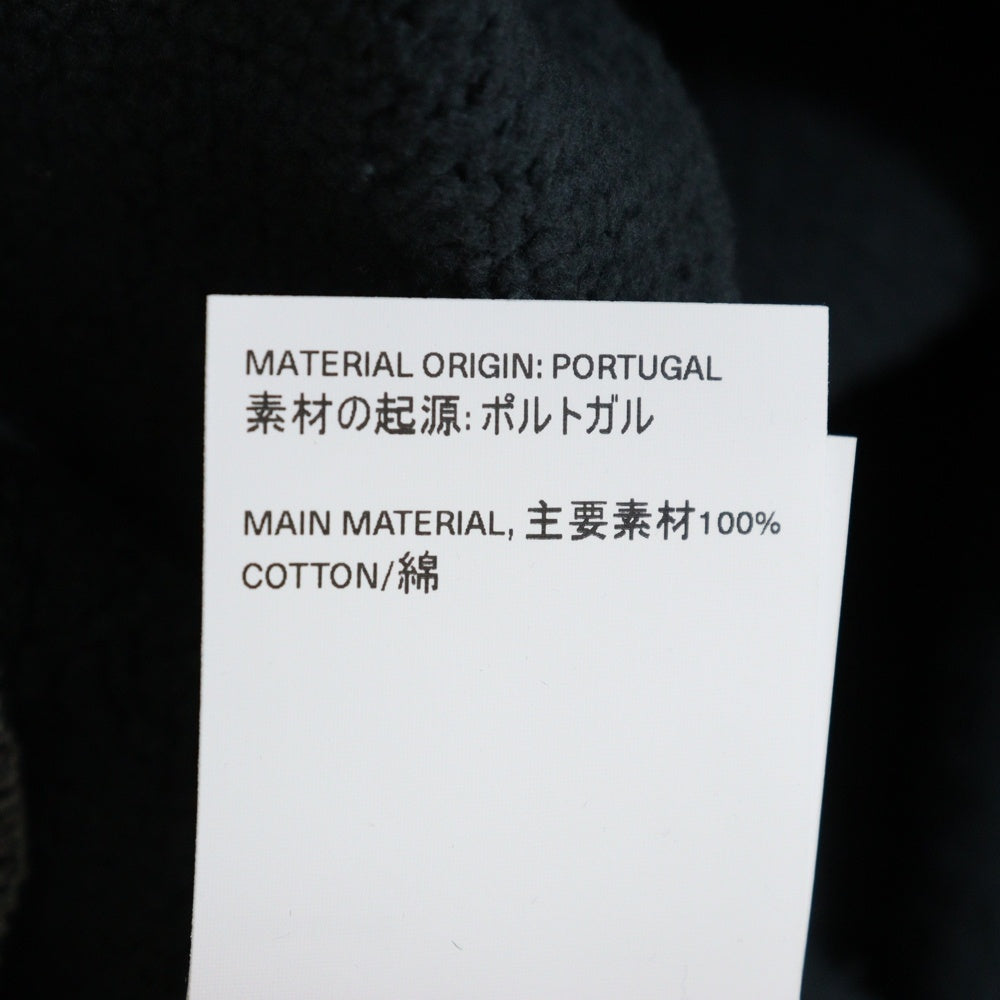 MATERIAL ORIGIN: PORTUGAL
素材の起源: ポルトガル
MAIN MATERIAL, 主要素材100%
COTTON/綿